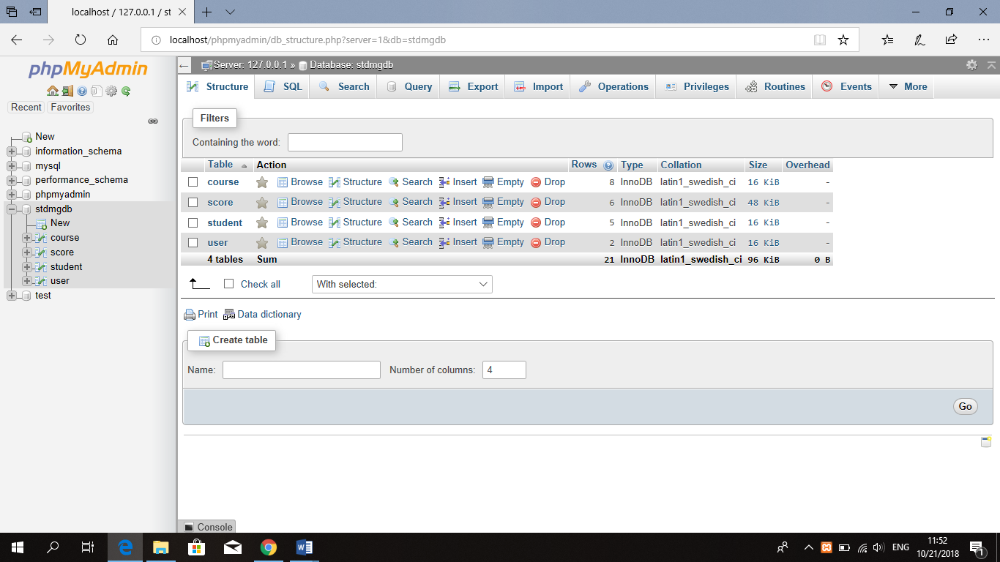 localhost / 127.0.0.1 / st
localhost/phpmyadmin/db_structure.php?server=1&db=stdmgdb
phpMyAdmin
Recent Favorites
New
information_schema
mysql
performance_schema
phpmyadmin
stdmgdb
New
course
score
student
user
test
Server: 127.0.0.1 » Database: stdmgdb
Structure SQL Search Query Export Import Operations Privileges Routines Events More
Filters
Containing the word:
Table Action Rows Type Collation Size Overhead
course Browse Structure Search Insert Empty Drop 8 InnoDB latin1_swedish_ci 16 KiB -
score Browse Structure Search Insert Empty Drop 6 InnoDB latin1_swedish_ci 48 KiB -
student Browse Structure Search Insert Empty Drop 5 InnoDB latin1_swedish_ci 16 KiB -
user Browse Structure Search Insert Empty Drop 2 InnoDB latin1_swedish_ci 16 KiB -
4 tables Sum 21 InnoDB latin1_swedish_ci 96 KiB 0 B
Check all With selected:
Print Data dictionary
Create table
Name: Number of columns: 4
Go
Console
ENG
11:52
10/21/2018
1